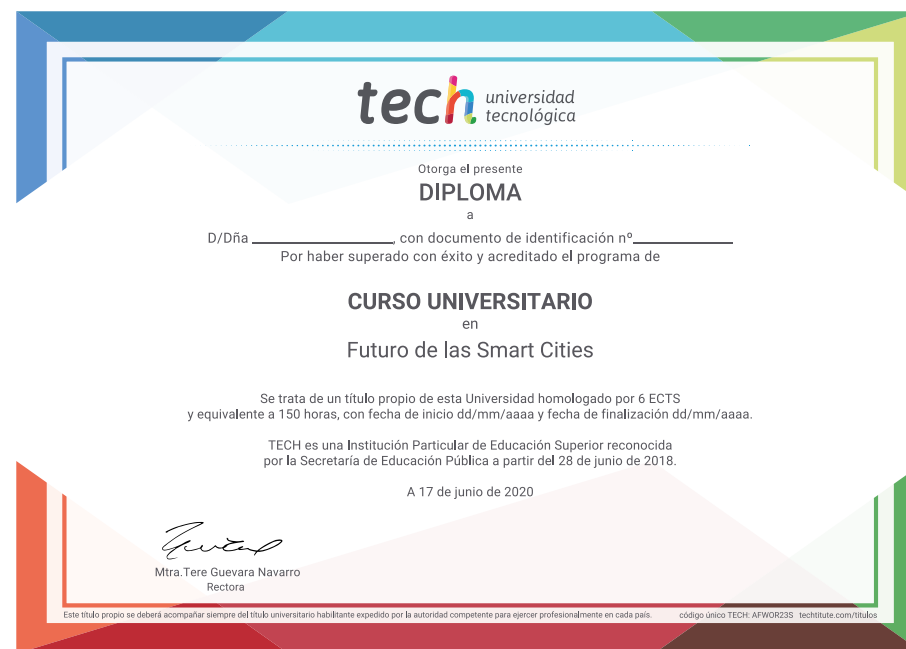 tech universidad
tecnológica
Otorga el presente
DIPLOMA
a
D/Dña ____________________, con documento de identificación nº______________
Por haber superado con éxito y acreditado el programa de
CURSO UNIVERSITARIO
en
Futuro de las Smart Cities
Se trata de un título propio de esta Universidad homologado por 6 ECTS
y equivalente a 150 horas, con fecha de inicio dd/mm/aaaa y fecha de finalización dd/mm/aaaa.
TECH es una Institución Particular de Educación Superior reconocida
por la Secretaría de Educación Pública a partir del 28 de junio de 2018.
A 17 de junio de 2020
Mtra.Tere Guevara Navarro
Rectora
Este título propio se deberá acompañar siempre del título universitario habilitante expedido por la autoridad competente para ejercer profesionalmente en cada país. código único TECH: AFWOR23S techtitute.com/titulos